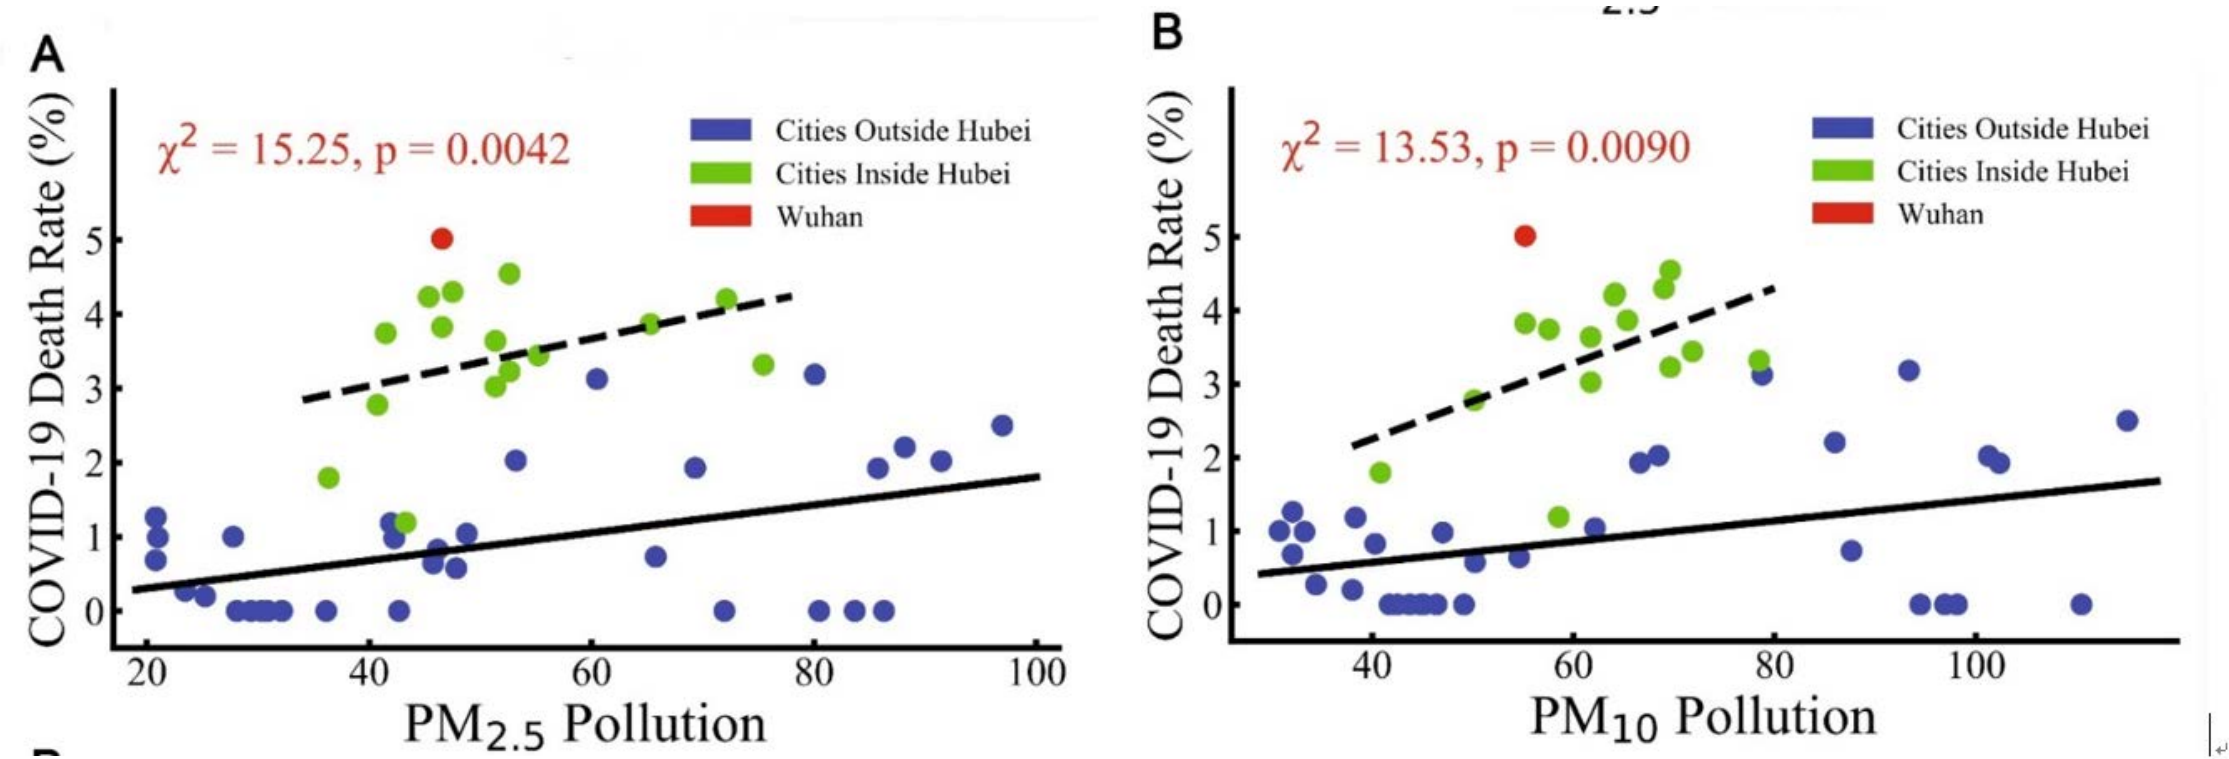 A
COVID-19 Death Rate (%)
χ² = 15.25, p = 0.0042
Cities Outside Hubei
Cities Inside Hubei
Wuhan
5
4
3
2
1
0
20 40 60 80 100
PM₂.₅ Pollution
B
COVID-19 Death Rate (%)
χ² = 13.53, p = 0.0090
Cities Outside Hubei
Cities Inside Hubei
Wuhan
5
4
3
2
1
0
40 60 80 100
PM₁₀ Pollution